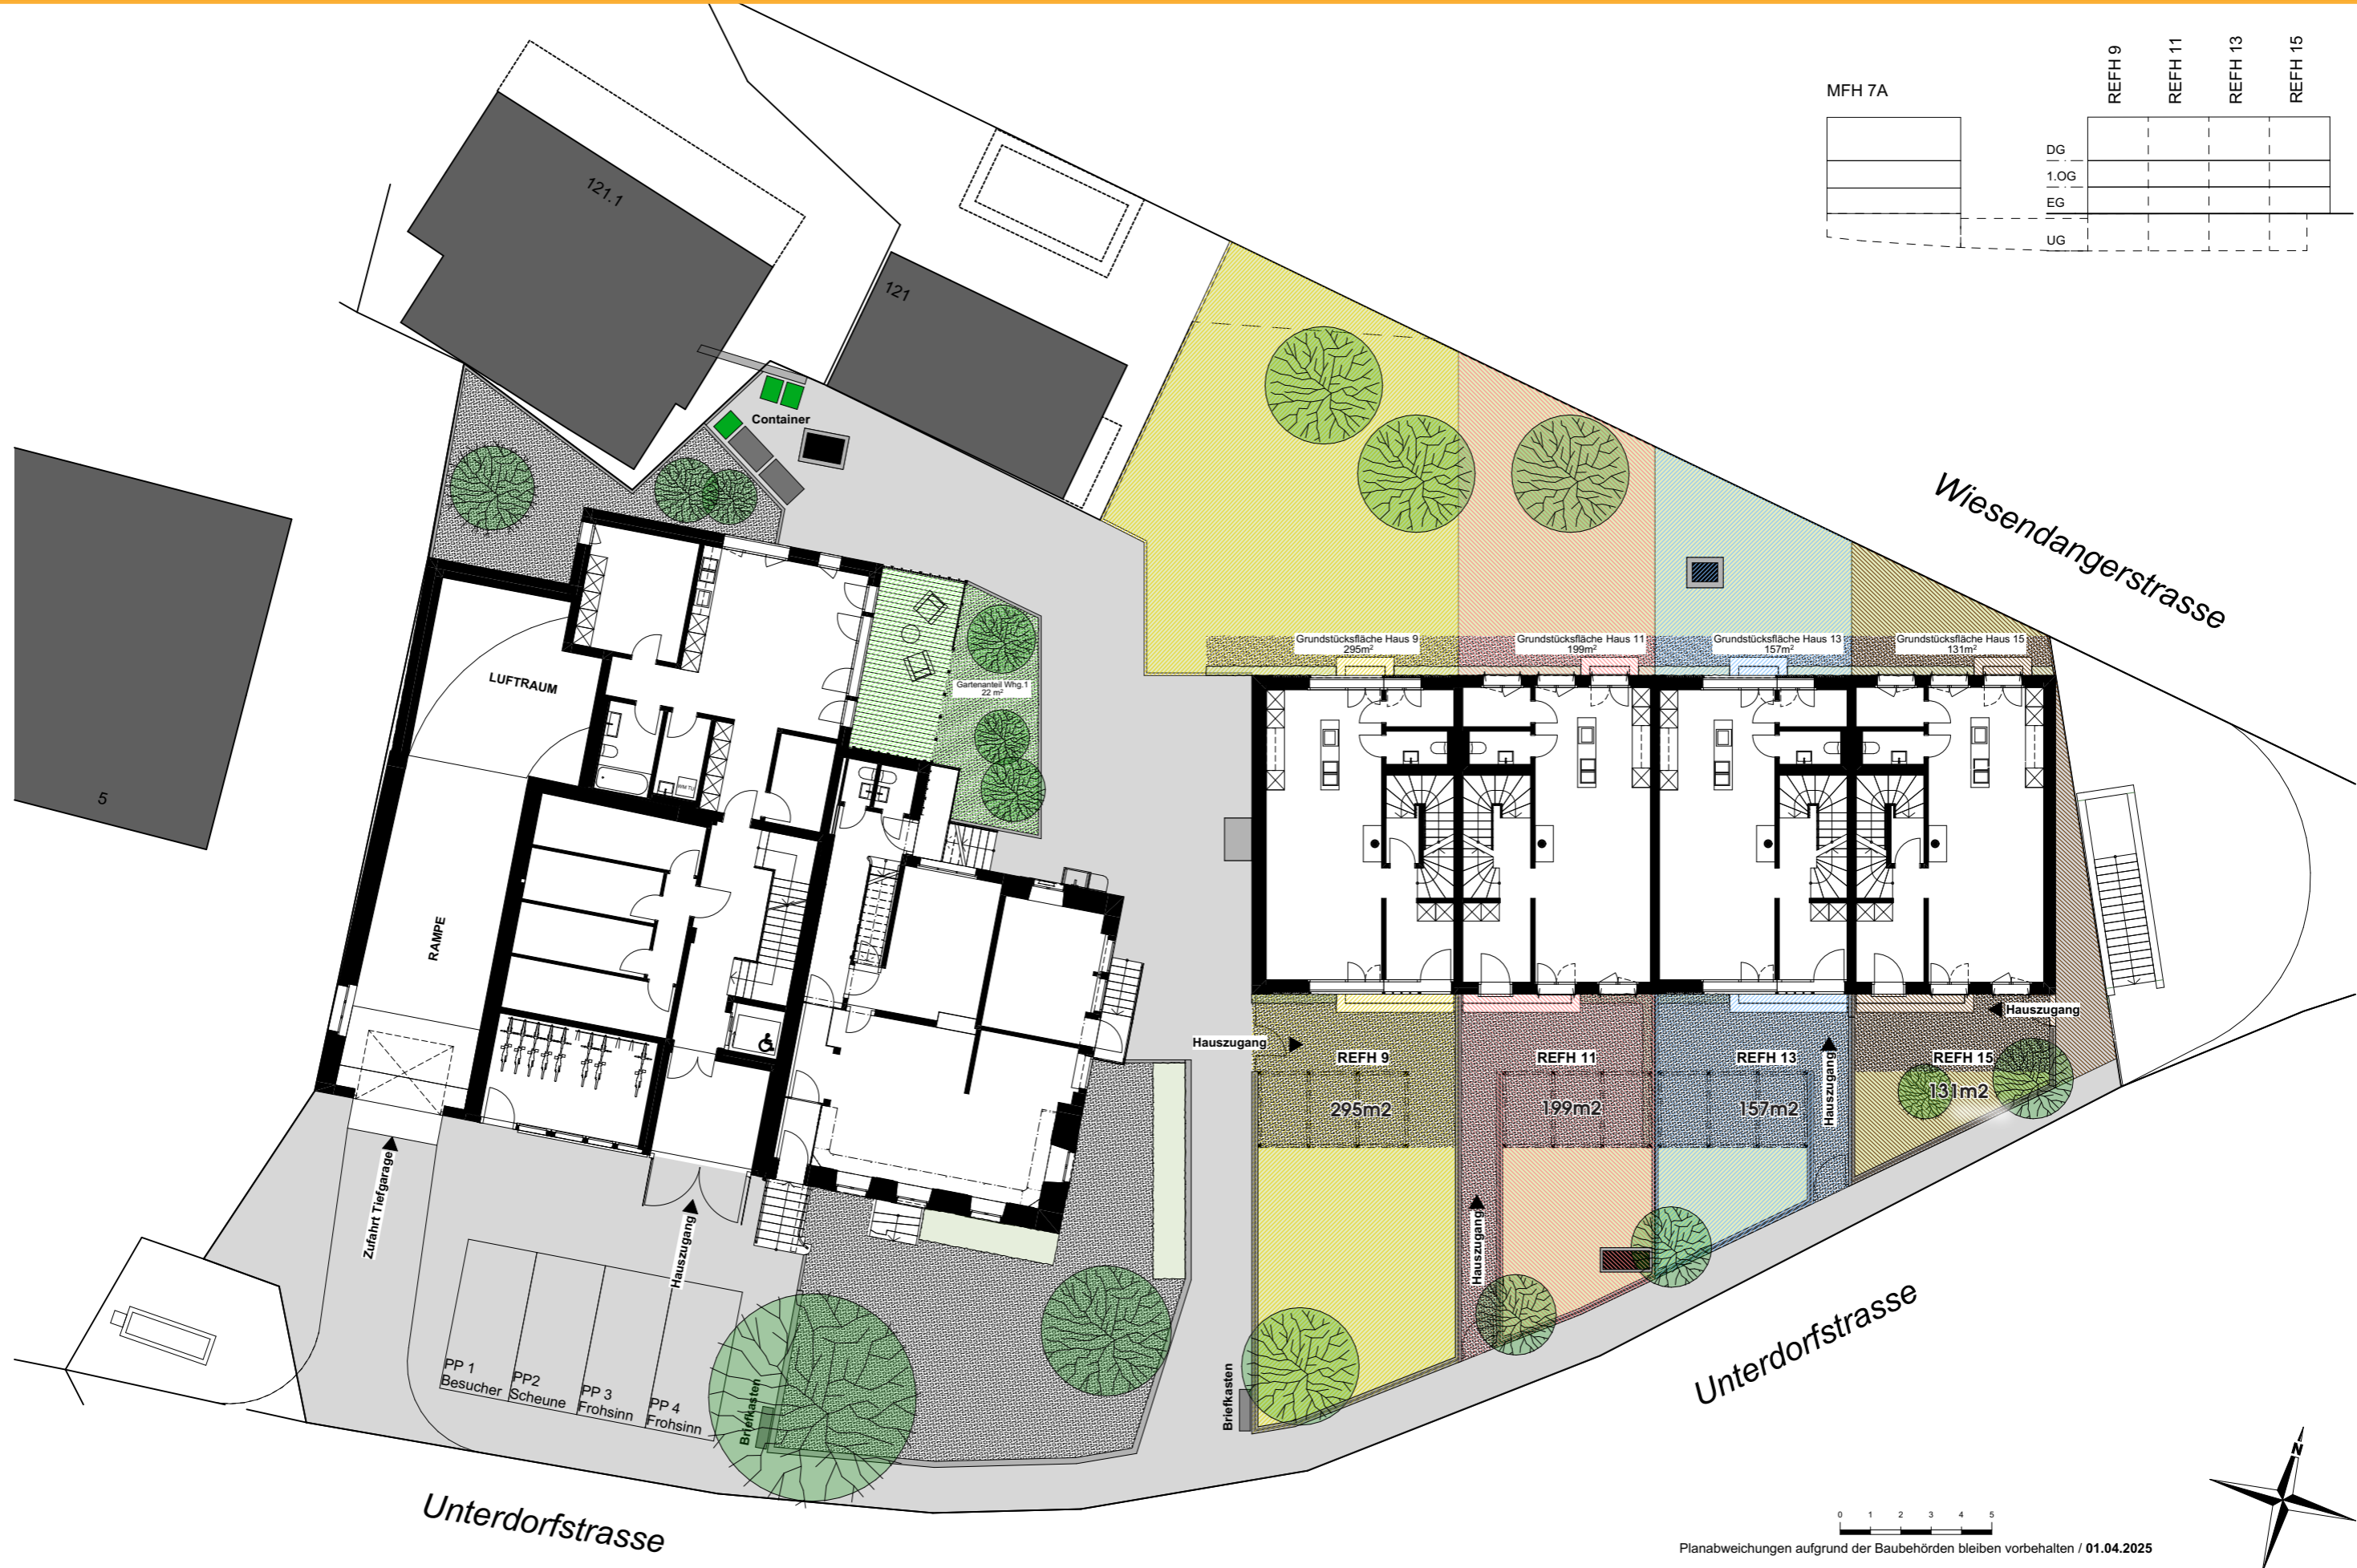 REFH 9
REFH 11
REFH 13
REFH 15
MFH 7A
DG
1.OG
EG
UG
121.1
121
Container
Wiesendangerstrasse
Grundstücksfläche Haus 9
295m²
Grundstücksfläche Haus 11
199m²
Grundstücksfläche Haus 13
157m²
Grundstücksfläche Haus 15
131m²
LUFTRAUM
Gartenanteil Whg.1
22 m²
WM TU
5
RAMPE
Hauszugang
Hauszugang
REFH 9
REFH 11
REFH 13
REFH 15
295m2
199m2
157m2
131m2
Hauszugang
Zufahrt Tiefgarage
Hauszugang
Hauszugang
PP 1
Besucher
PP2
Scheune
PP 3
Frohsinn
PP 4
Frohsinn
Briefkasten
Briefkasten
Unterdorfstrasse
Unterdorfstrasse
N
0 1 2 3 4 5
Planabweichungen aufgrund der Baubehörden bleiben vorbehalten / 01.04.2025